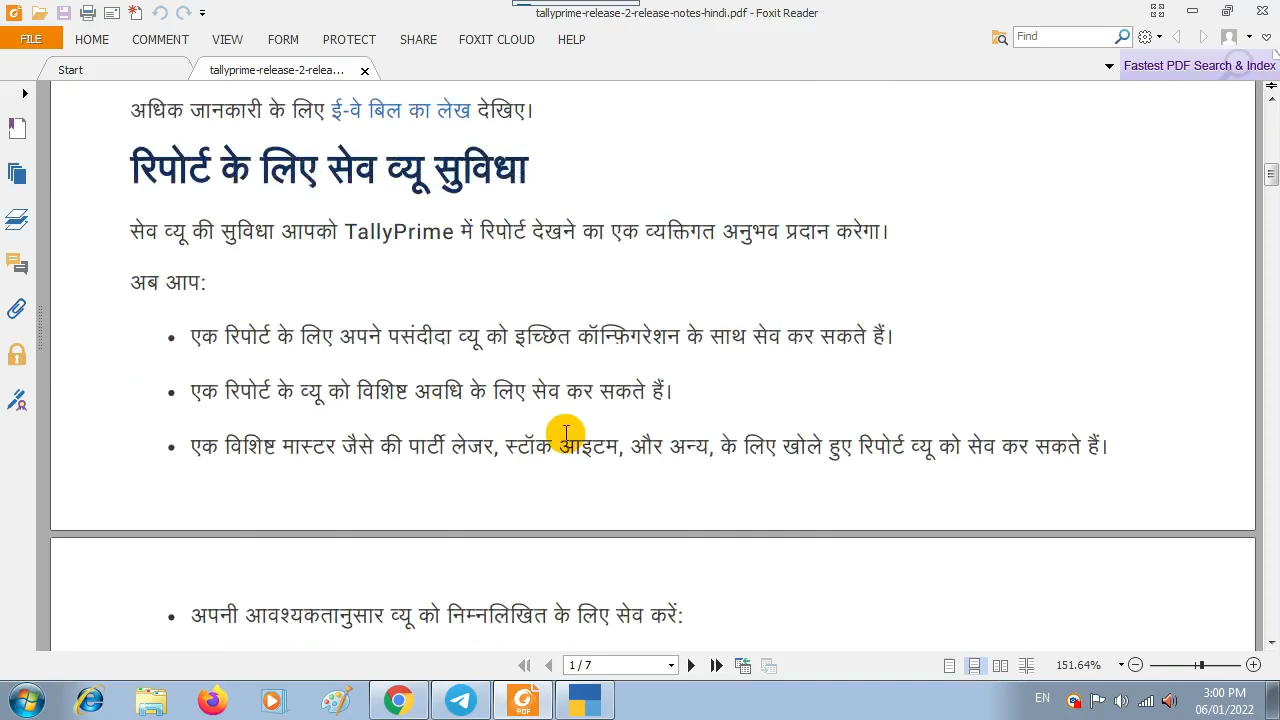 tallyprime-release-2-release-notes-hindi.pdf - Foxit Reader
FILE HOME COMMENT VIEW FORM PROTECT SHARE FOXIT CLOUD HELP Find
Start tallyprime-release-2-relea... Fastest PDF Search & Index
अधिक जानकारी के लिए ई-वे बिल का लेख देखिए।
रिपोर्ट के लिए सेव व्यू सुविधा
सेव व्यू की सुविधा आपको TallyPrime में रिपोर्ट देखने का एक व्यक्तिगत अनुभव प्रदान करेगा।
अब आप:
• एक रिपोर्ट के लिए अपने पसंदीदा व्यू को इच्छित कॉन्फ़िगरेशन के साथ सेव कर सकते हैं।
• एक रिपोर्ट के व्यू को विशिष्ट अवधि के लिए सेव कर सकते हैं।
• एक विशिष्ट मास्टर जैसे की पार्टी लेजर, स्टॉक आइटम, और अन्य, के लिए खोले हुए रिपोर्ट व्यू को सेव कर सकते हैं।
• अपनी आवश्यकतानुसार व्यू को निम्नलिखित के लिए सेव करें:
1 / 7 151.64%
PDF
EN 3:00 PM
06/01/2022